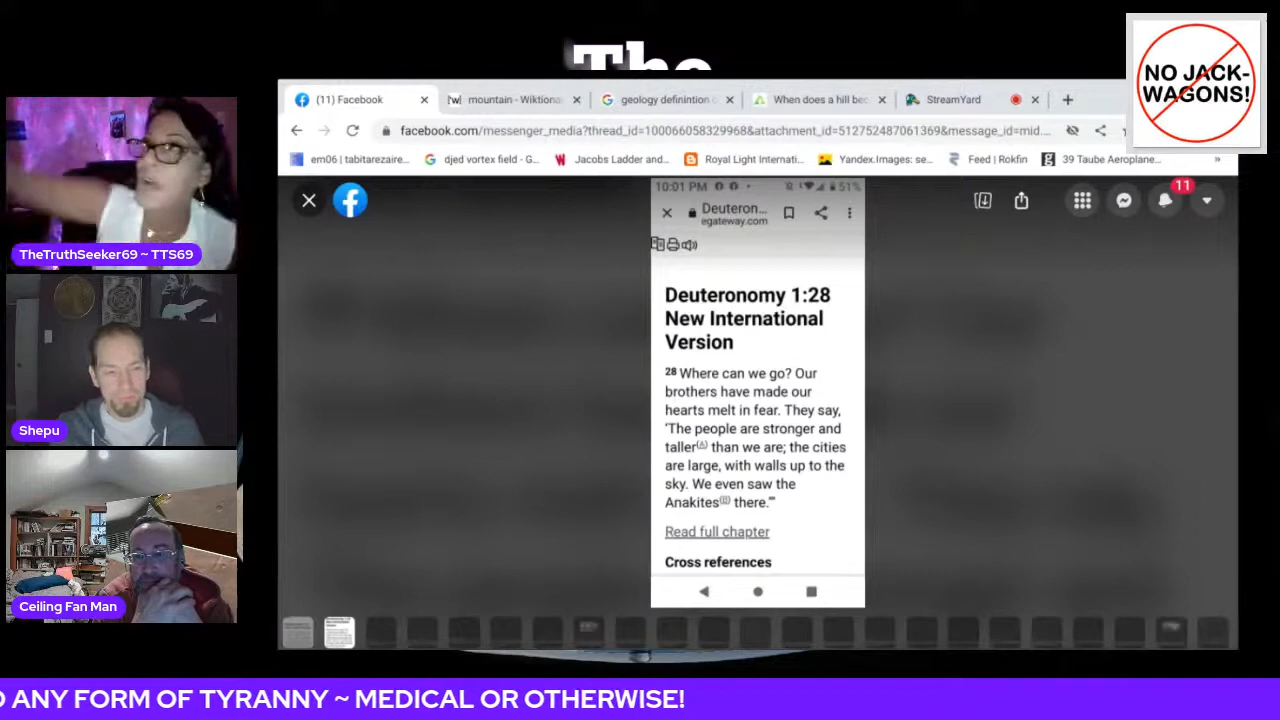 The
NO JACK-
WAGONS!
(11) Facebook
mountain - Wiktiona
geology definintion
When does a hill bec
StreamYard
facebook.com/messenger_media?thread_id=100066058329968&attachment_id=512752487061369&message_id=mid....
em06 | tabitarezaire...
djed vortex field - G...
Jacobs Ladder and...
Royal Light Internati...
Yandex.Images: se...
Feed | Rokfin
39 Taube Aeroplane...
»
11
10:01 PM
51%
Deuteron...
egateway.com
Deuteronomy 1:28
New International
Version
28 Where can we go? Our
brothers have made our
hearts melt in fear. They say,
‘The people are stronger and
taller(A) than we are; the cities
are large, with walls up to the
sky. We even saw the
Anakites(B) there.’”
Read full chapter
Cross references
TheTruthSeeker69 ~ TTS69
Shepu
Ceiling Fan Man
ANY FORM OF TYRANNY ~ MEDICAL OR OTHERWISE!